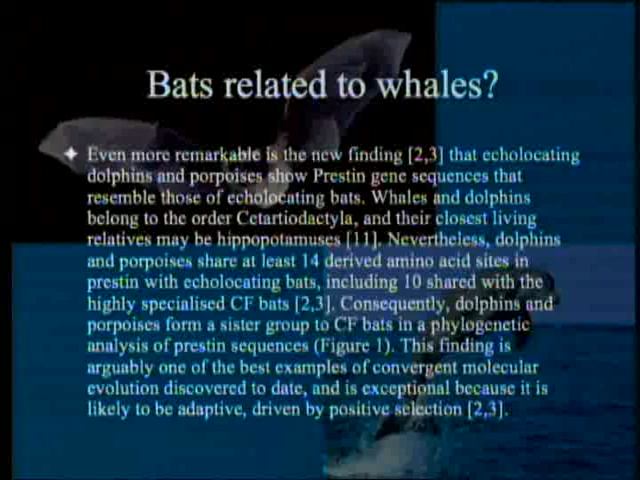 Bats related to whales?
Even more remarkable is the new finding [2,3] that echolocating
dolphins and porpoises show Prestin gene sequences that
resemble those of echolocating bats. Whales and dolphins
belong to the order Cetartiodactyla, and their closest living
relatives may be hippopotamuses [11]. Nevertheless, dolphins
and porpoises share at least 14 derived amino acid sites in
prestin with echolocating bats, including 10 shared with the
highly specialised CF bats [2,3]. Consequently, dolphins and
porpoises form a sister group to CF bats in a phylogenetic
analysis of prestin sequences (Figure 1). This finding is
arguably one of the best examples of convergent molecular
evolution discovered to date, and is exceptional because it is
likely to be adaptive, driven by positive selection [2,3].